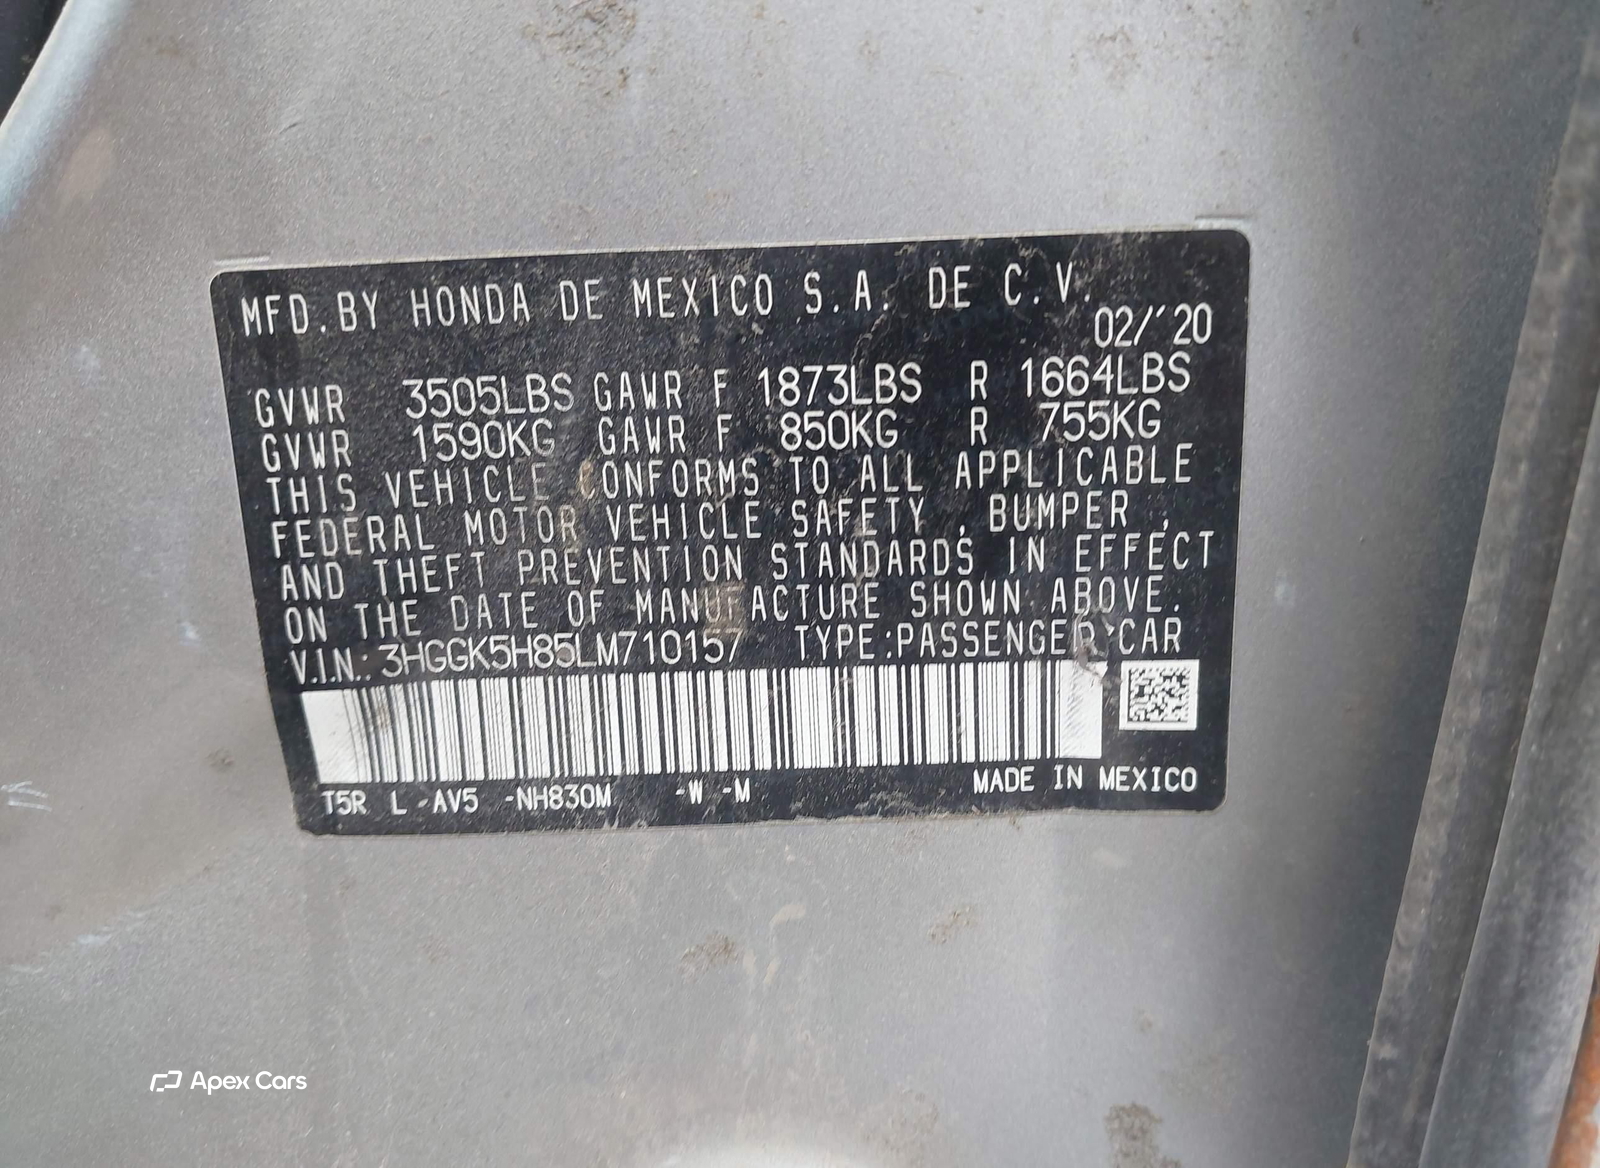 MFD.BY HONDA DE MEXICO S.A. DE C.V.
02/'20
GVWR 3505LBS GAWR F 1873LBS R 1664LBS
GVWR 1590KG GAWR F 850KG R 755KG
THIS VEHICLE CONFORMS TO ALL APPLICABLE
FEDERAL MOTOR VEHICLE SAFETY , BUMPER ,
AND THEFT PREVENTION STANDARDS IN EFFECT
ON THE DATE OF MANUFACTURE SHOWN ABOVE.
V.I.N.: 3HGGK5H85LM710157 TYPE:PASSENGER CAR
T5R L -AV5 -NH830M -W -M MADE IN MEXICO
Apex Cars